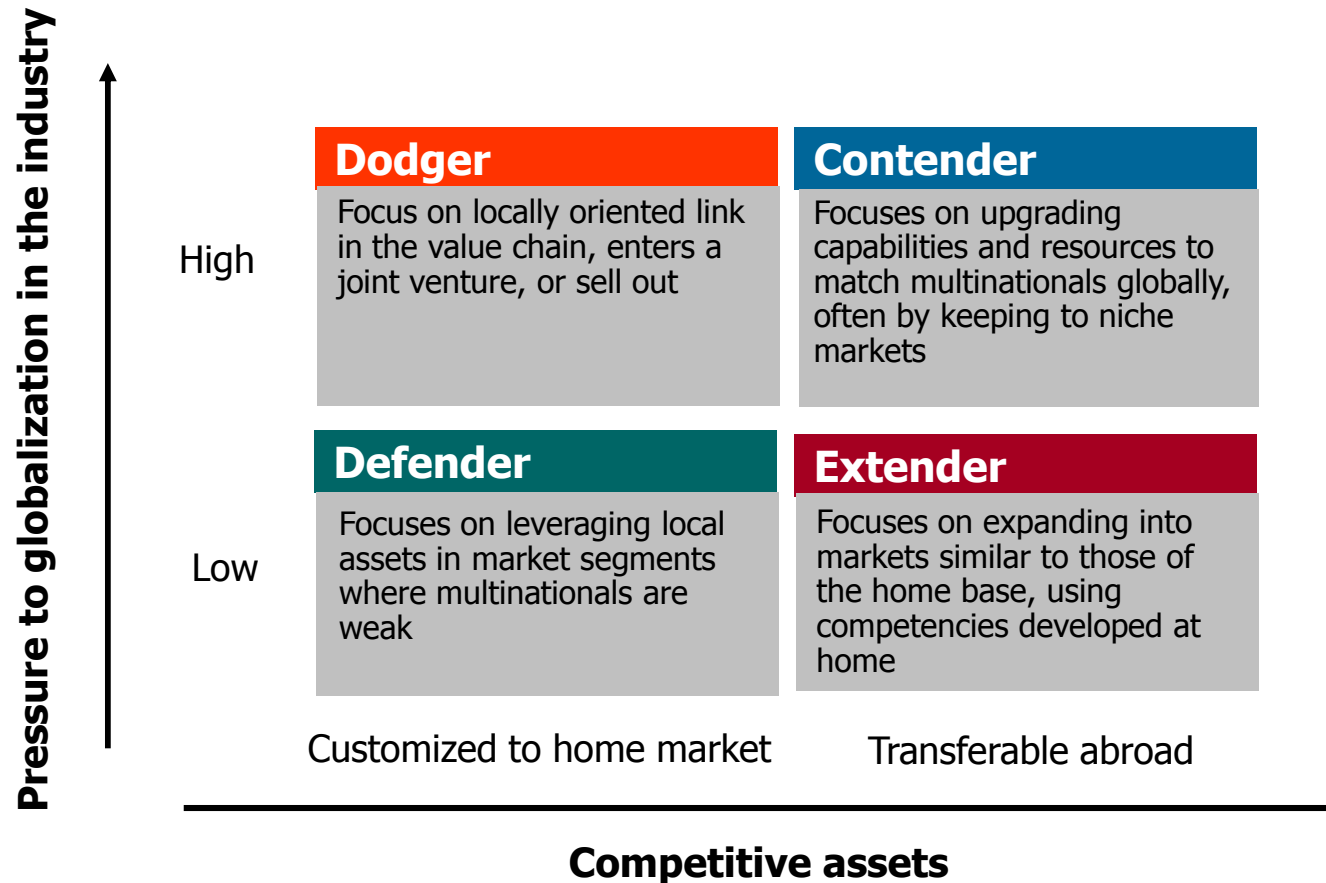 Pressure to globalization in the industry
High
Dodger
Focus on locally oriented link
in the value chain, enters a
joint venture, or sell out
Contender
Focuses on upgrading
capabilities and resources to
match multinationals globally,
often by keeping to niche
markets
Low
Defender
Focuses on leveraging local
assets in market segments
where multinationals are
weak
Extender
Focuses on expanding into
markets similar to those of
the home base, using
competencies developed at
home
Customized to home market
Transferable abroad
Competitive assets